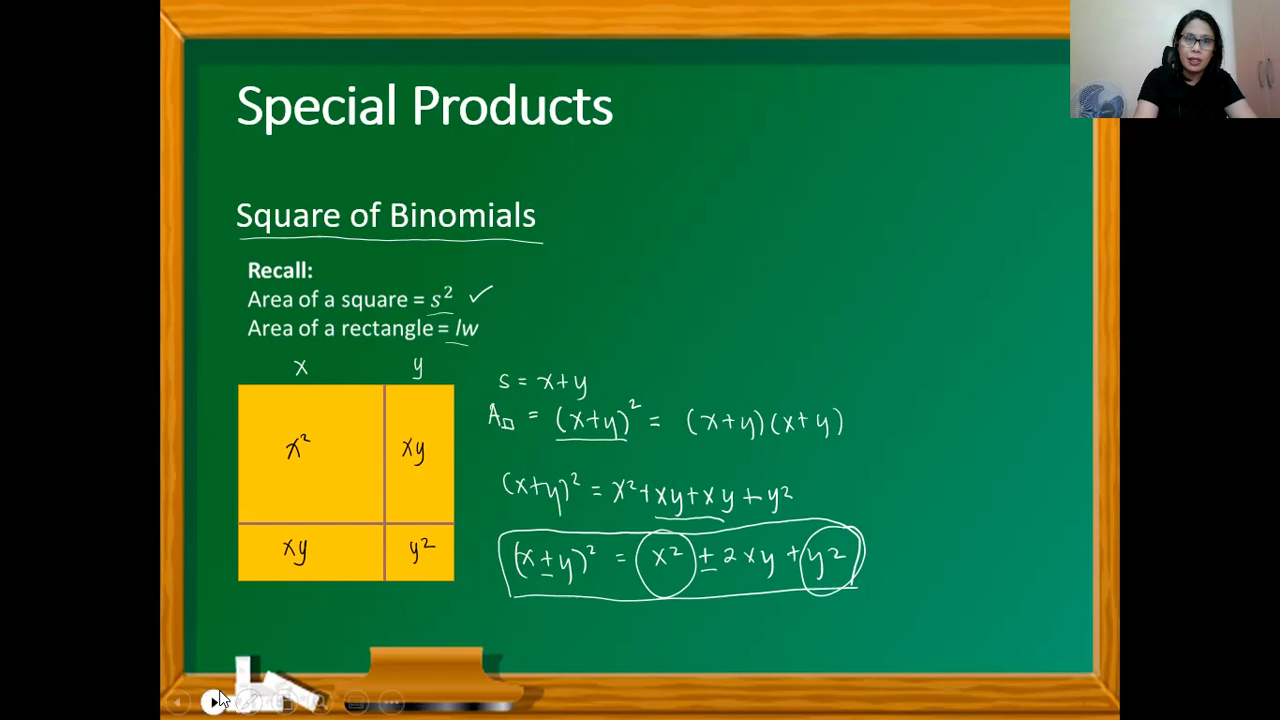 Special Products
Square of Binomials
Recall:
Area of a square = s² ✓
Area of a rectangle = lw
x y
s = x+y
A□ = (x+y)² = (x+y)(x+y)
x² xy
(x+y)² = x²+xy+xy+y²
xy y²
(x±y)² = x² ± 2xy + y²